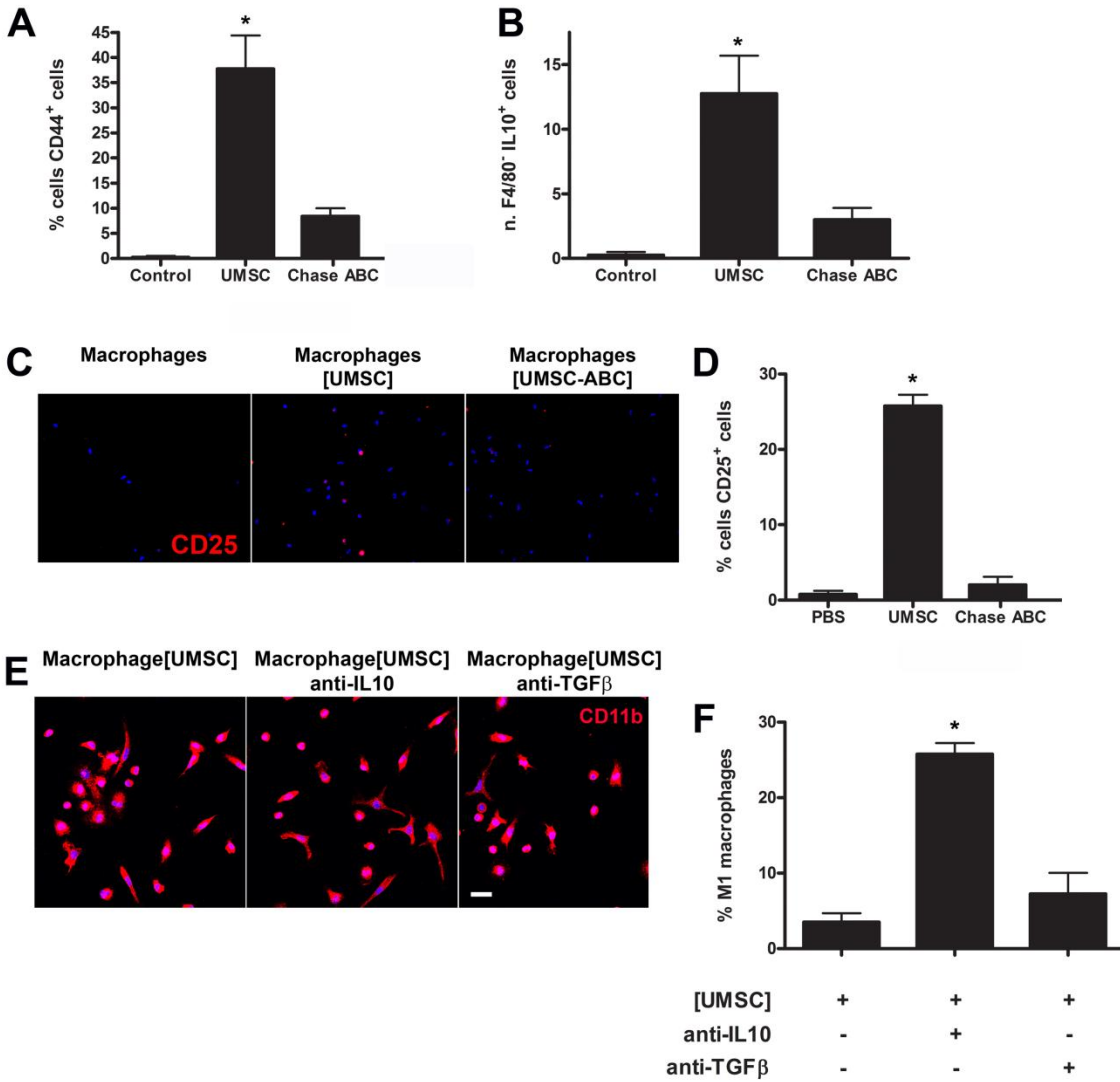 A
% cells CD44+ cells
45
40
35
30
25
20
15
10
5
0
*
Control UMSC Chase ABC
B
n. F4/80- IL10+ cells
15
10
5
0
*
Control UMSC Chase ABC
C
Macrophages
Macrophages
[UMSC]
Macrophages
[UMSC-ABC]
CD25
D
% cells CD25+ cells
30
20
10
0
*
PBS UMSC Chase ABC
E
Macrophage[UMSC]
Macrophage[UMSC]
anti-IL10
Macrophage[UMSC]
anti-TGFβ
CD11b
F
% M1 macrophages
30
20
10
0
*
[UMSC] + + +
anti-IL10 - + -
anti-TGFβ - - +